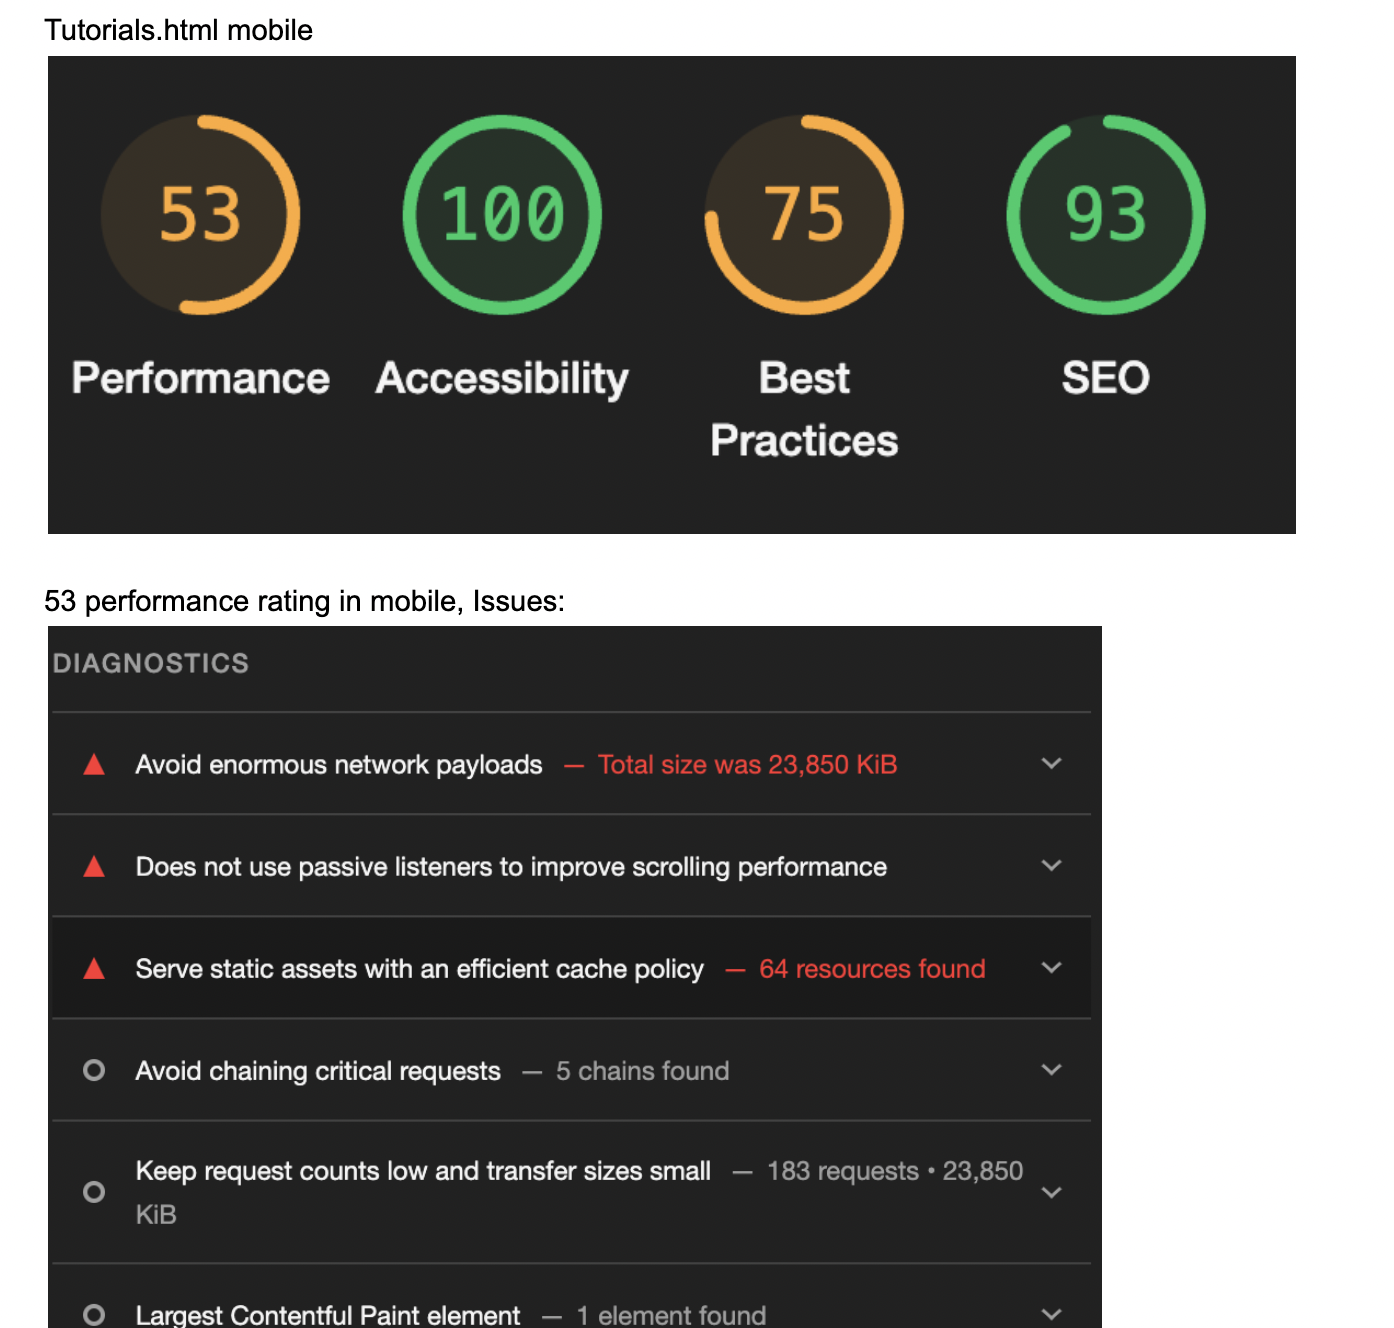 Tutorials.html mobile
53
100
75
93
Performance
Accessibility
Best
Practices
SEO
53 performance rating in mobile, Issues:
DIAGNOSTICS
Avoid enormous network payloads — Total size was 23,850 KiB
Does not use passive listeners to improve scrolling performance
Serve static assets with an efficient cache policy — 64 resources found
Avoid chaining critical requests — 5 chains found
Keep request counts low and transfer sizes small — 183 requests • 23,850
KiB
Largest Contentful Paint element — 1 element found